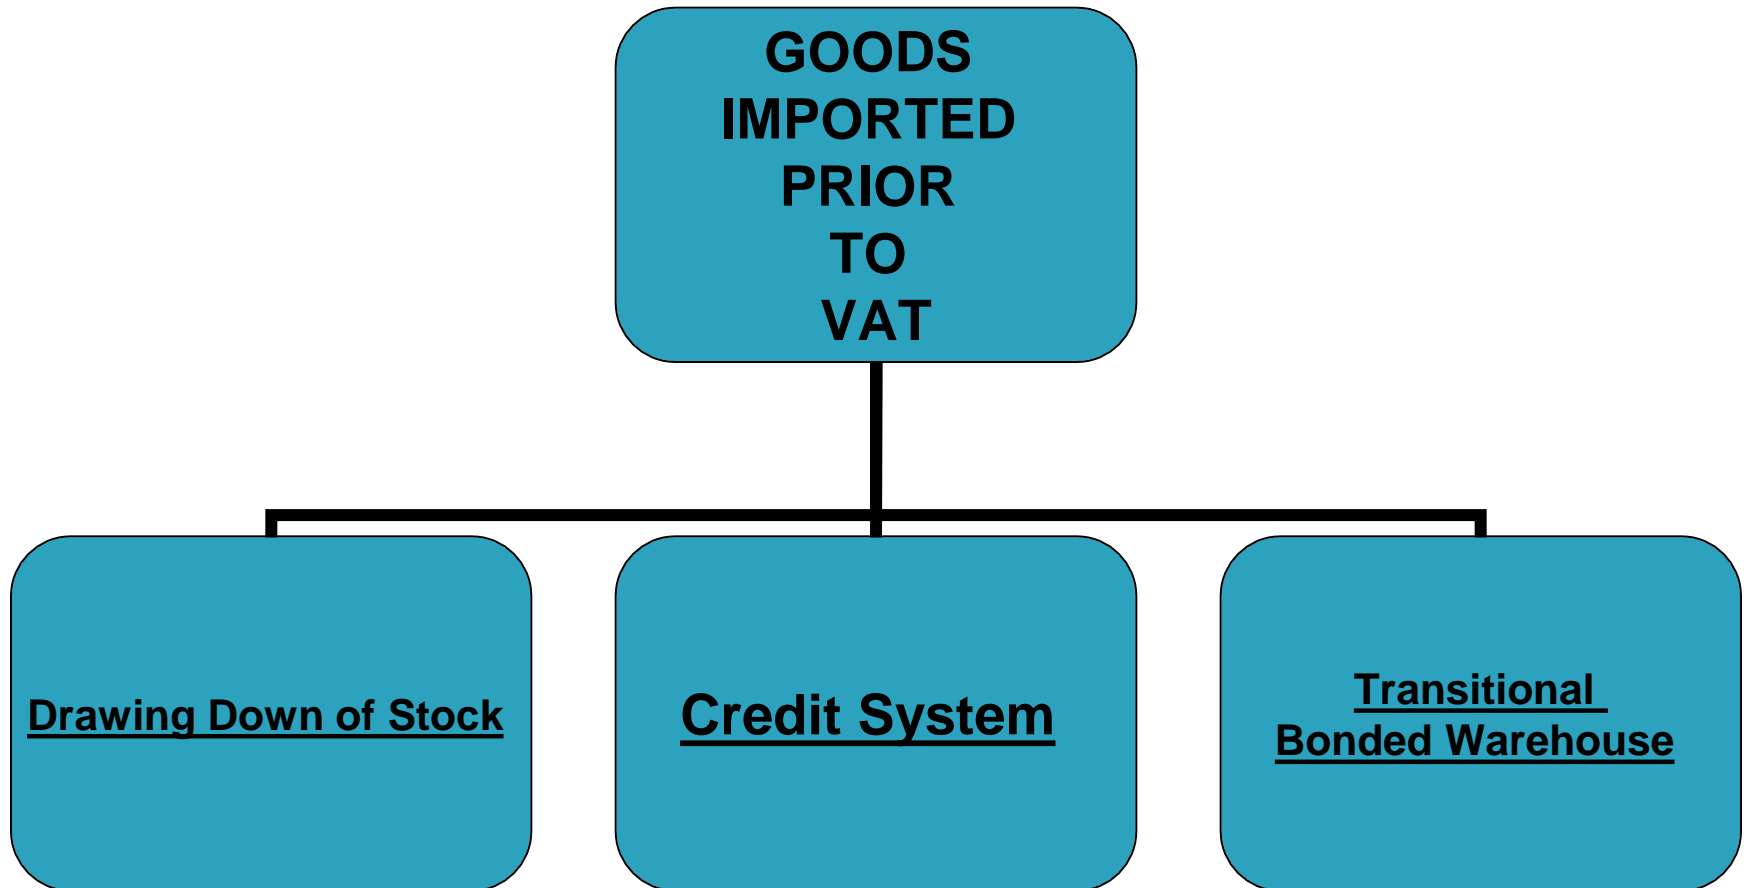 GOODS
IMPORTED
PRIOR
TO
VAT
Drawing Down of Stock
Credit System
Transitional
Bonded Warehouse